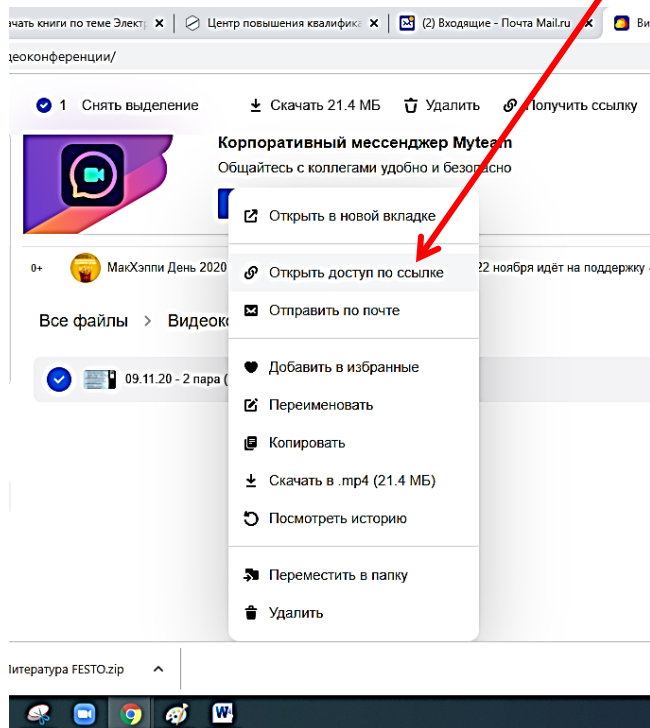 ачать книги по теме Электр
Центр повышения квалифика
(2) Входящие - Почта Mail.ru
Ви
деоконференции/
1 Снять выделение
Скачать 21.4 МБ
Удалить
Получить ссылку
Корпоративный мессенджер Myteam
Общайтесь с коллегами удобно и безопасно
Открыть в новой вкладке
0+
МакХэппи День 2020
22 ноября идёт на поддержку
Открыть доступ по ссылке
Отправить по почте
Все файлы > Видеоко
Добавить в избранные
09.11.20 - 2 пара (
Переименовать
Копировать
Скачать в .mp4 (21.4 МБ)
Посмотреть историю
Переместить в папку
Удалить
Литература FESTO.zip
W